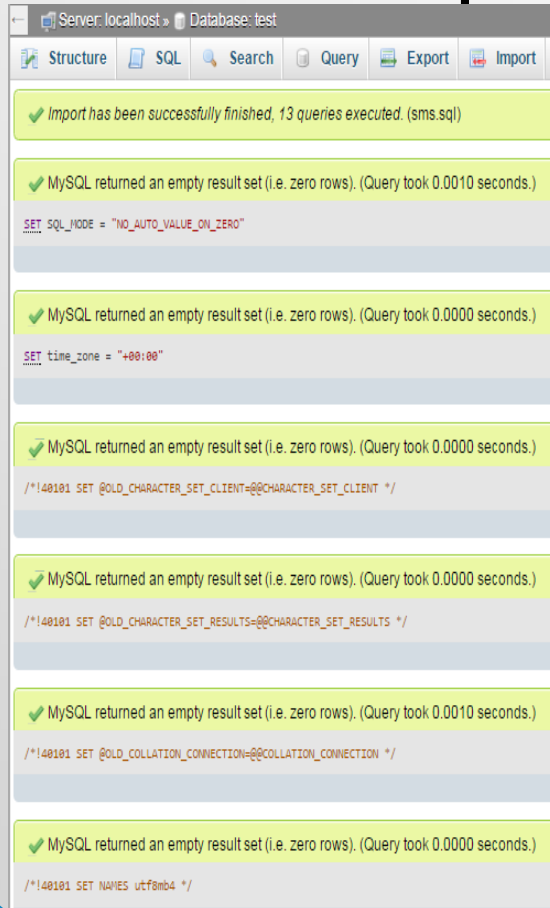 Server: localhost » Database: test
Structure SQL Search Query Export Import
Import has been successfully finished, 13 queries executed. (sms.sql)
MySQL returned an empty result set (i.e. zero rows). (Query took 0.0010 seconds.)
SET SQL_MODE = "NO_AUTO_VALUE_ON_ZERO"
MySQL returned an empty result set (i.e. zero rows). (Query took 0.0000 seconds.)
SET time_zone = "+00:00"
MySQL returned an empty result set (i.e. zero rows). (Query took 0.0000 seconds.)
/*!40101 SET @OLD_CHARACTER_SET_CLIENT=@@CHARACTER_SET_CLIENT */
MySQL returned an empty result set (i.e. zero rows). (Query took 0.0000 seconds.)
/*!40101 SET @OLD_CHARACTER_SET_RESULTS=@@CHARACTER_SET_RESULTS */
MySQL returned an empty result set (i.e. zero rows). (Query took 0.0010 seconds.)
/*!40101 SET @OLD_COLLATION_CONNECTION=@@COLLATION_CONNECTION */
MySQL returned an empty result set (i.e. zero rows). (Query took 0.0000 seconds.)
/*!40101 SET NAMES utf8mb4 */